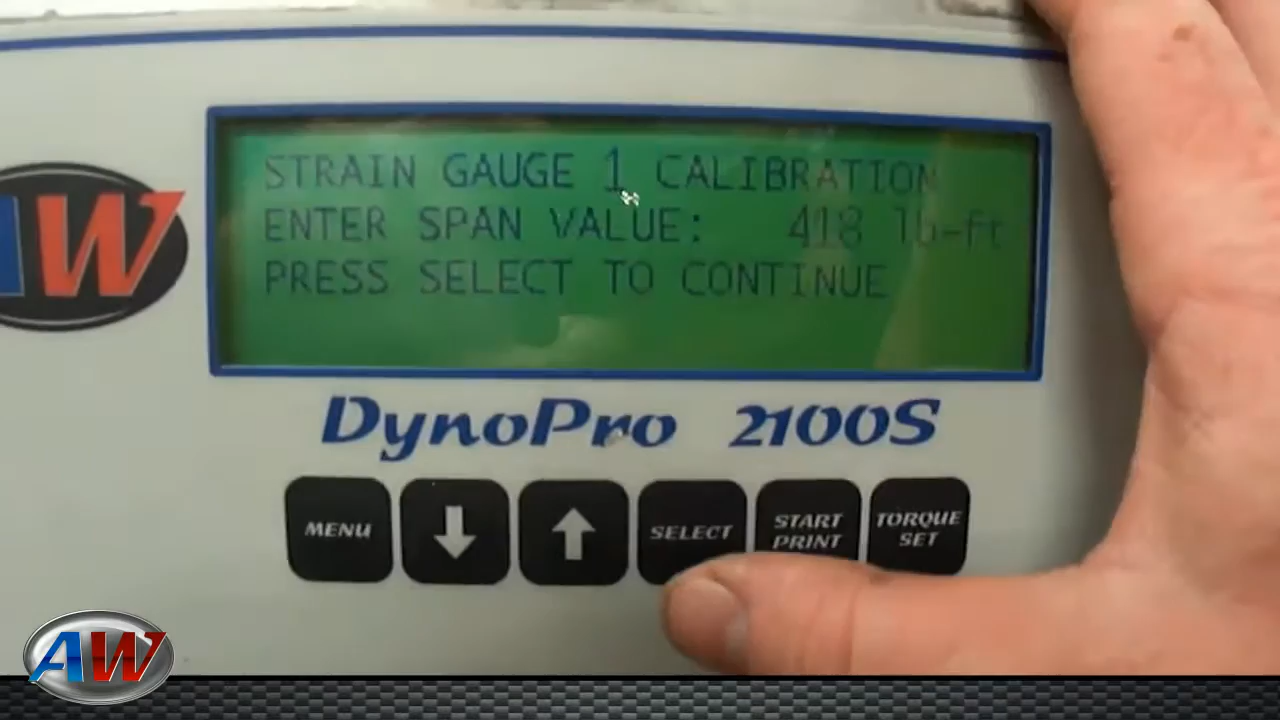 STRAIN GAUGE 1 CALIBRATION
ENTER SPAN VALUE: 418 lb-ft
PRESS SELECT TO CONTINUE
AW
DynoPro 2100S
MENU
SELECT
START
PRINT
TORQUE
SET
AW